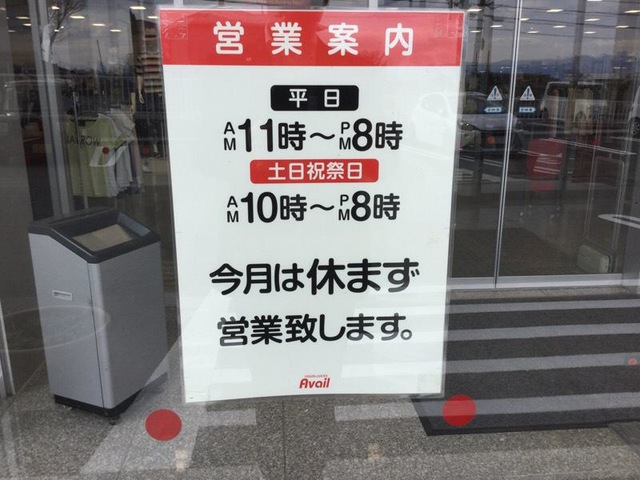 営業案内
平日
AM11時～PM8時
土日祝祭日
AM10時～PM8時
今月は休まず
営業致します。
Avail